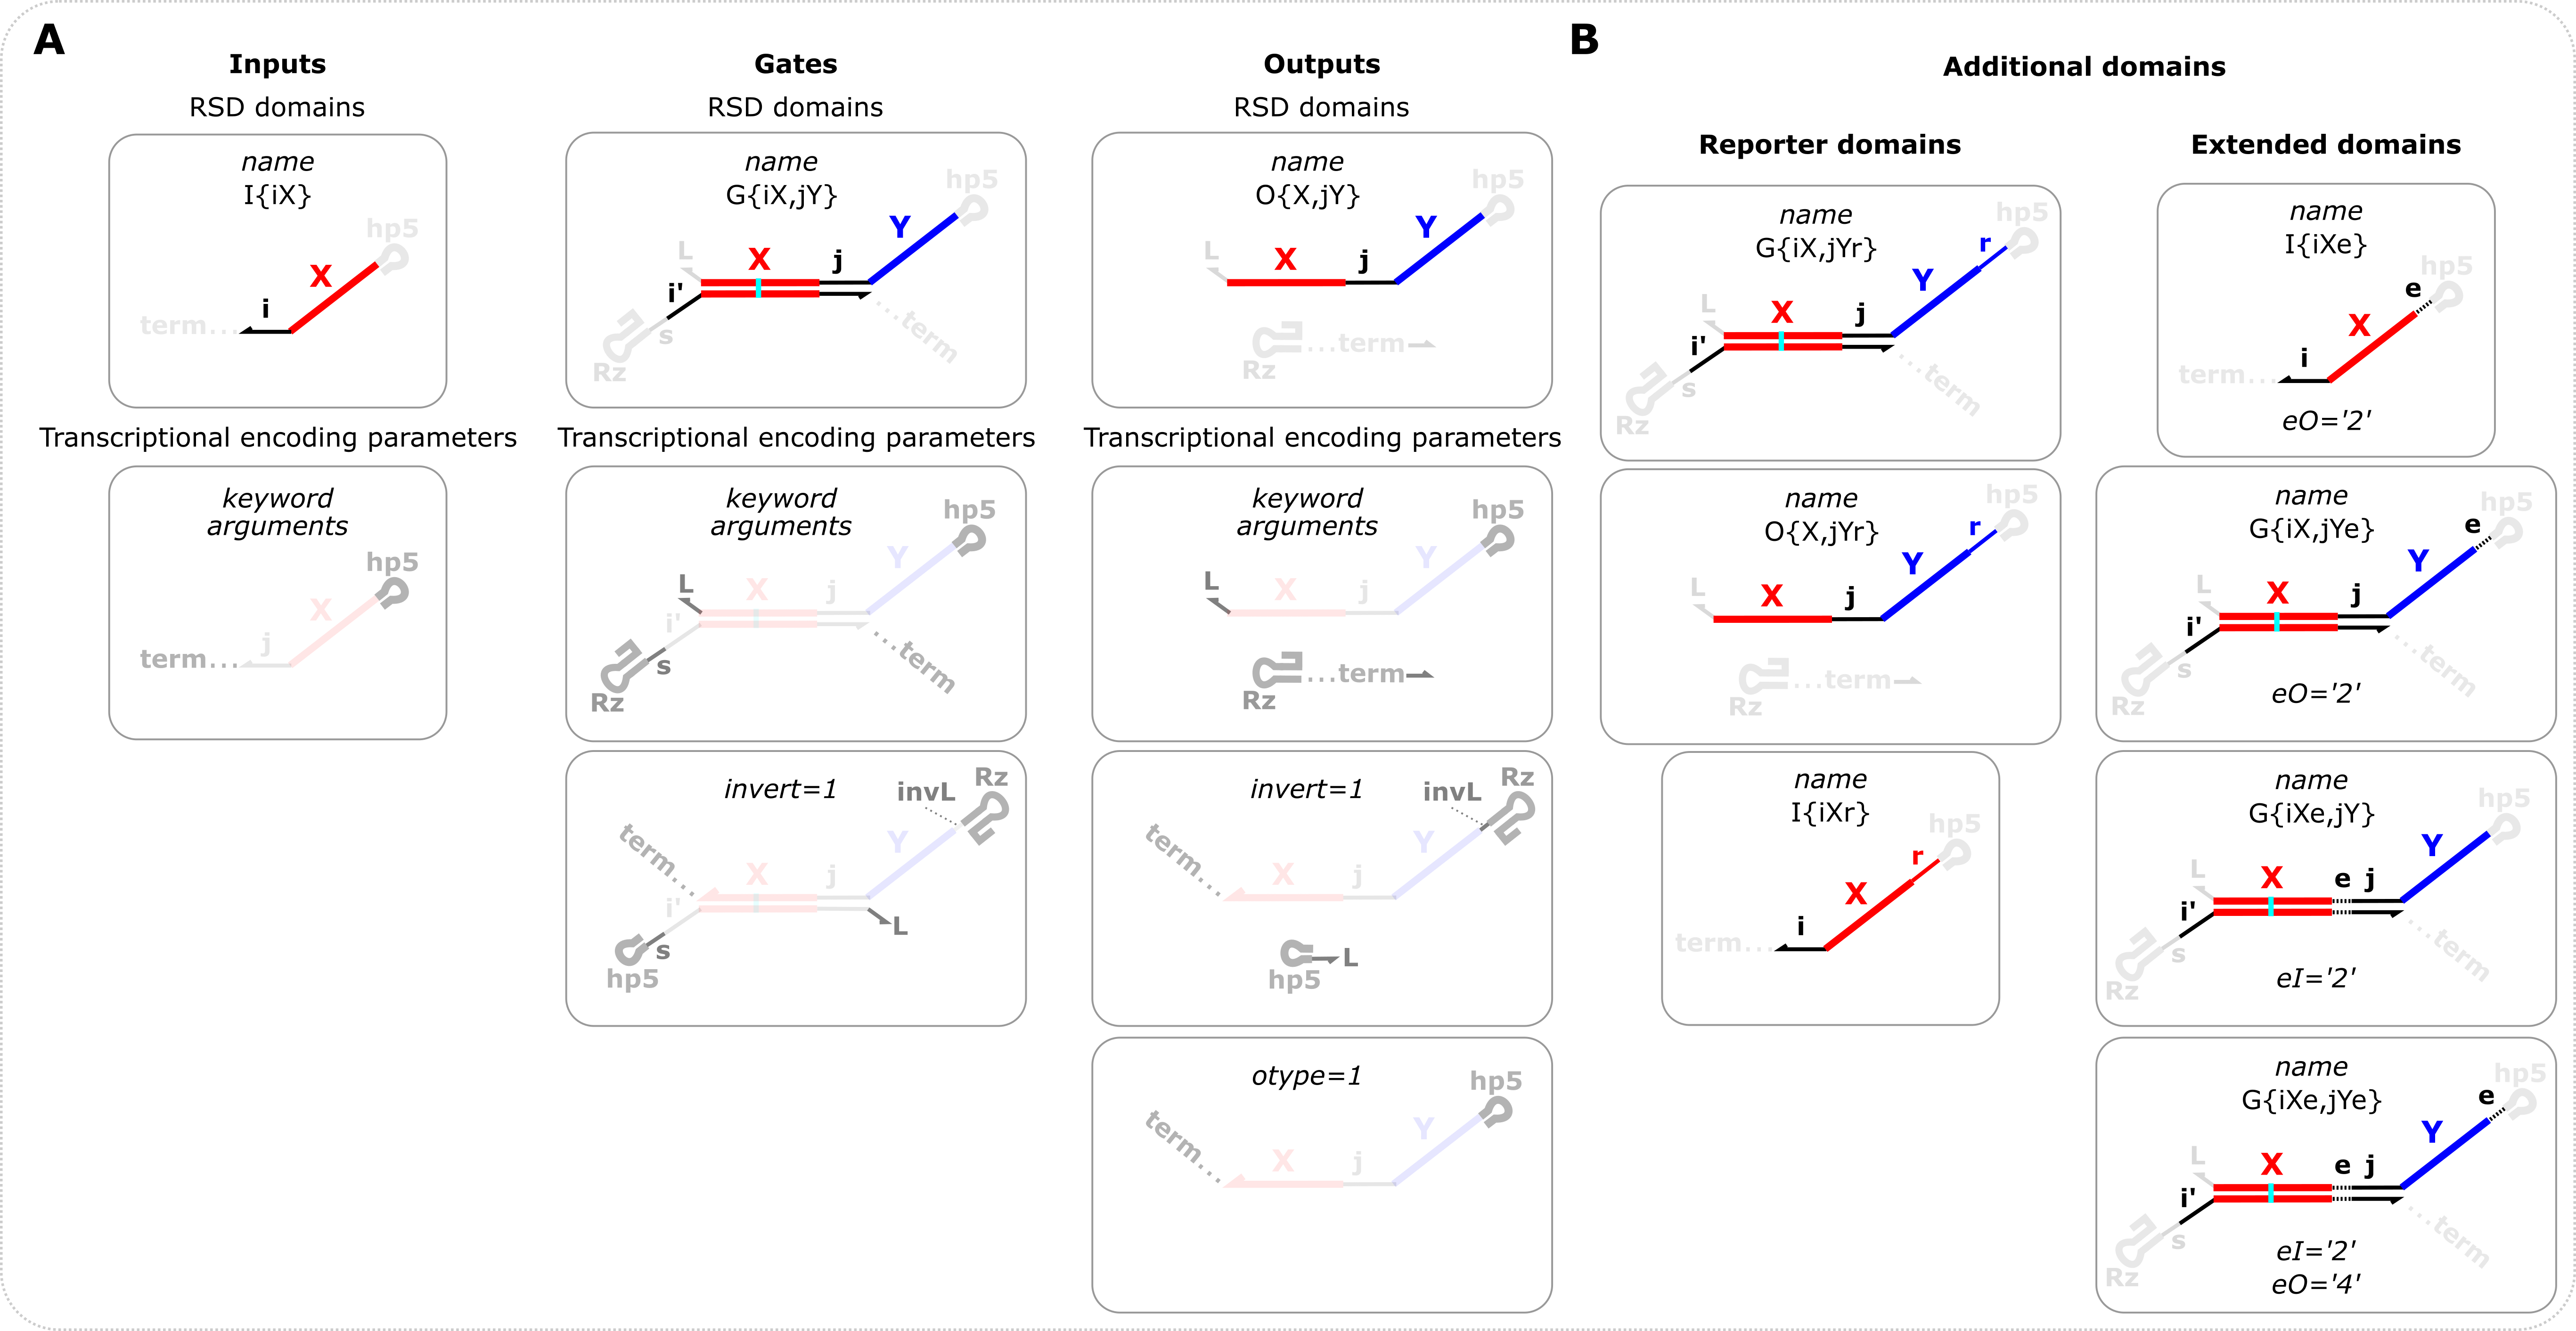 A
Inputs
RSD domains
name
I{iX}
hp5
X
i
term...
Transcriptional encoding parameters
keyword
arguments
hp5
X
j
term...
Gates
RSD domains
name
G{iX,jY}
hp5
Y
L
X
j
i'
s
Rz
...term
Transcriptional encoding parameters
keyword
arguments
hp5
Y
L
X
j
i'
s
Rz
...term
invert=1
Rz
invL
term...
Y
X
j
i'
L
s
hp5
Outputs
RSD domains
name
O{X,jY}
hp5
Y
L
X
j
...term
Rz
Transcriptional encoding parameters
keyword
arguments
hp5
Y
L
X
j
...term
Rz
invert=1
Rz
invL
term...
Y
X
j
L
hp5
otype=1
hp5
term...
Y
X
j
B
Additional domains
Reporter domains
name
G{iX,jYr}
hp5
r
Y
L
X
j
i'
s
Rz
...term
name
O{X,jYr}
hp5
r
Y
L
X
j
...term
Rz
name
I{iXr}
hp5
r
X
i
term...
Extended domains
name
I{iXe}
hp5
e
X
i
term...
eO='2'
name
G{iX,jYe}
hp5
e
Y
L
X
j
i'
s
Rz
...term
eO='2'
name
G{iXe,jY}
hp5
Y
L
X
e j
i'
s
Rz
...term
eI='2'
name
G{iXe,jYe}
hp5
e
Y
L
X
e j
i'
s
Rz
...term
eI='2'
eO='4'